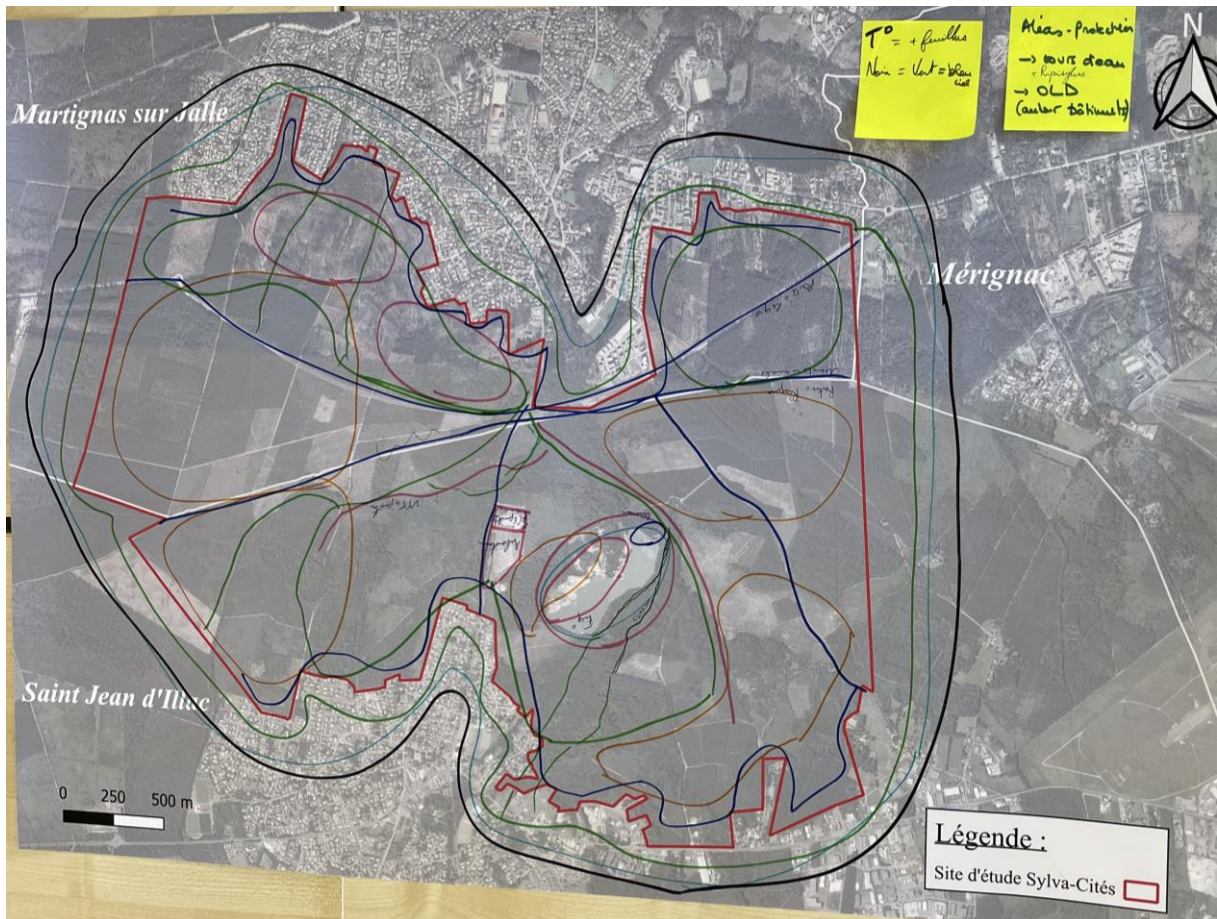 T° = + feuillus
Noir = Vert = bleu
ciel
Aléas - Protection
→ cours d'eau
+ Ripisylves
→ OLD
(autour bâtiments)
N
Martignas sur Jalle
Mérignac
Saint Jean d'Illac
0 250 500 m
Légende :
Site d'étude Sylva-Cités